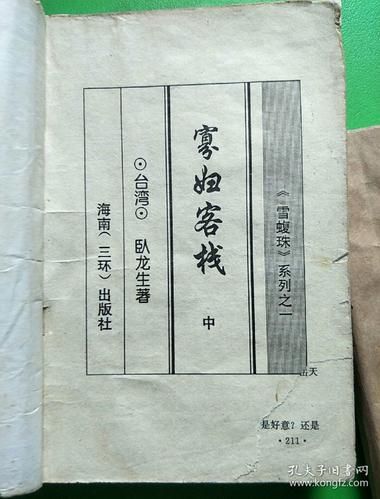 《雪蝮珠》系列之一
寡妇客栈 中
⊙台湾⊙ 卧龙生著
海南（三环）出版社
天
是好意？还是
·211·
孔夫子旧书网